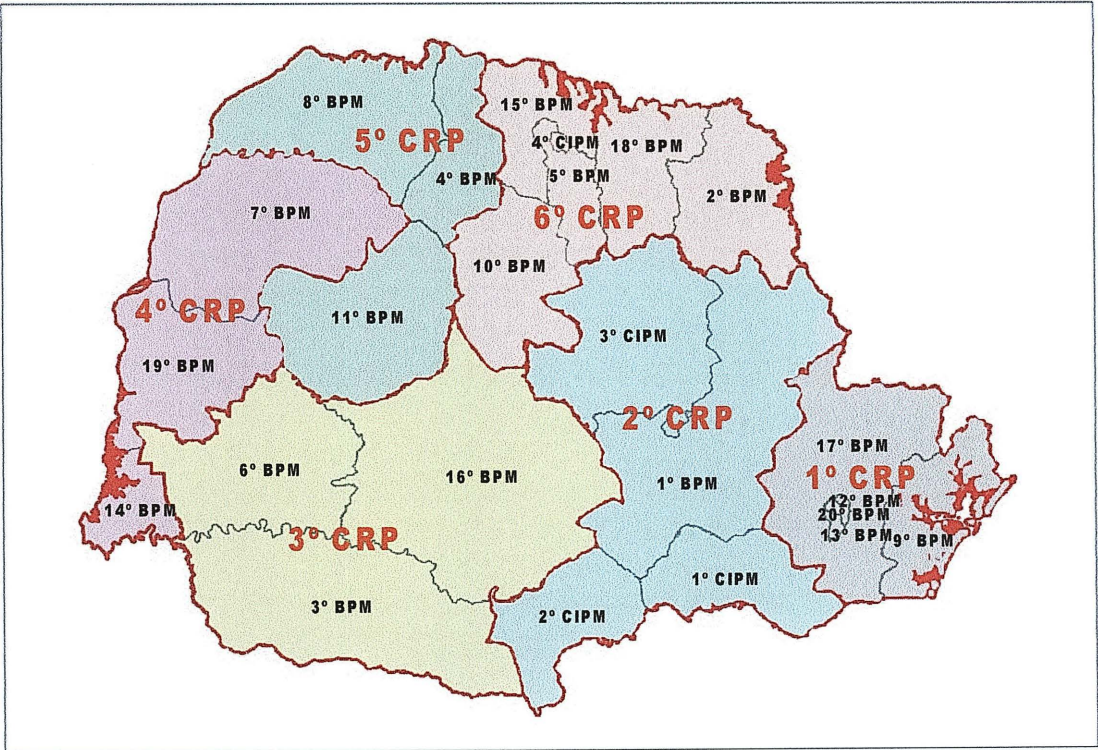 8º BPM
15º BPM
5º CRP
4º CIPM
18º BPM
4º BPM
5º BPM
2º BPM
7º BPM
6º CRP
10º BPM
4º CRP
11º BPM
3º CIPM
19º BPM
2º CRP
17º BPM
6º BPM
16º BPM
1º BPM
1º CRP
14º BPM
12º BPM
20º BPM
3º CRP
13º BPM
9º BPM
3º BPM
2º CIPM
1º CIPM